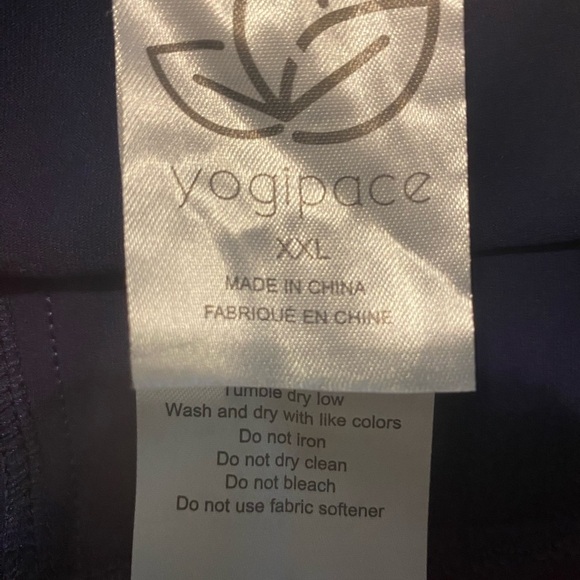 yogipace
XXL
MADE IN CHINA
FABRIQUÉ EN CHINE
Tumble dry low
Wash and dry with like colors
Do not iron
Do not dry clean
Do not bleach
Do not use fabric softener